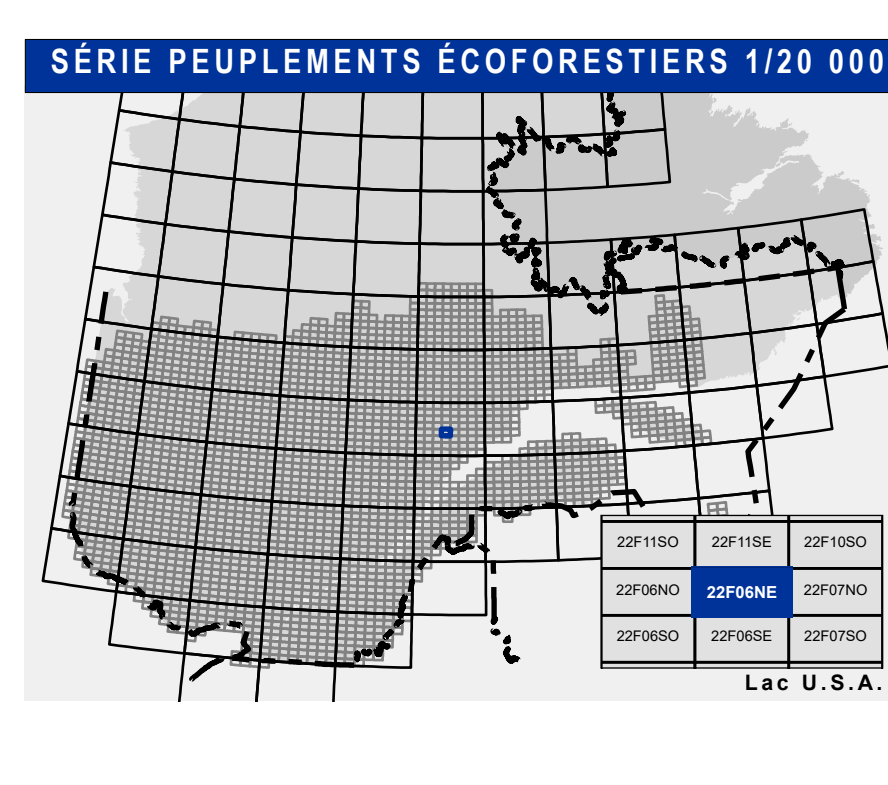 SÉRIE PEUPLEMENTS ÉCOFORESTIERS 1/20 000
22F11SO 22F11SE 22F10SO
22F06NO 22F06NE 22F07NO
22F06SO 22F06SE 22F07SO
Lac U.S.A.